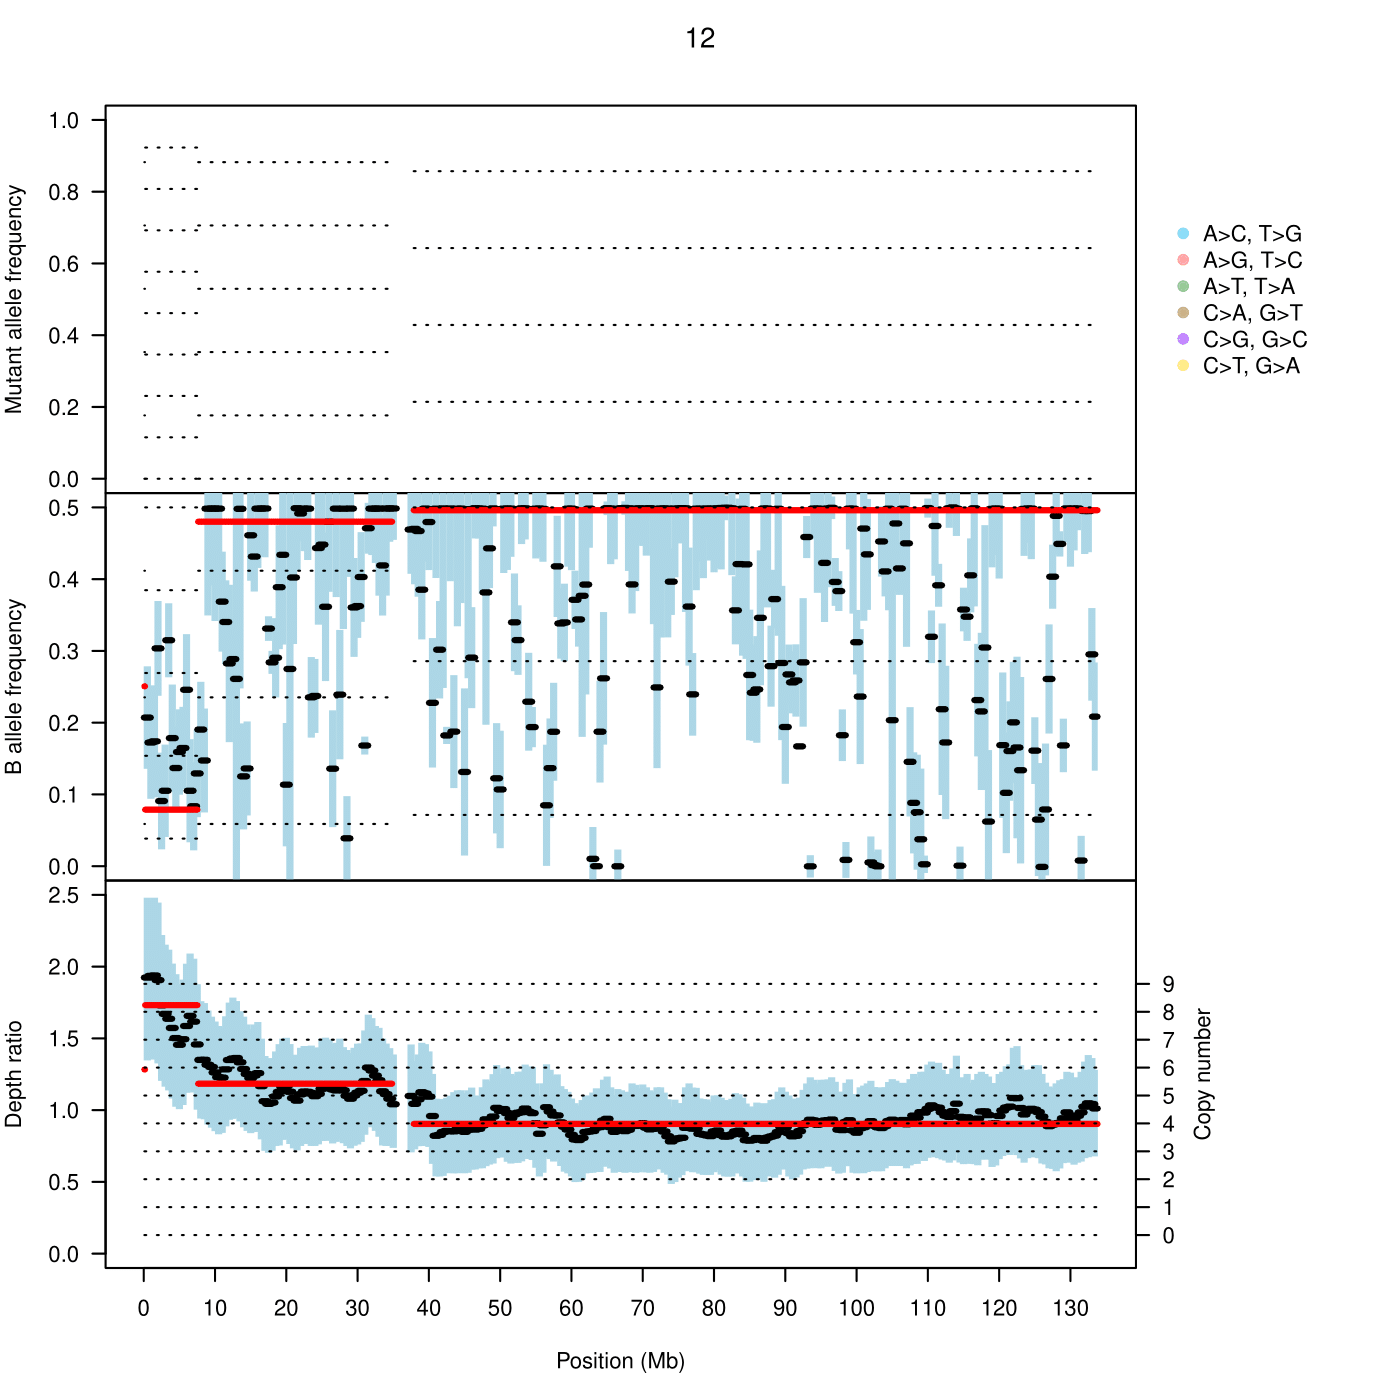 12
Mutant allele frequency
1.0
0.8
0.6
0.4
0.2
0.0
A>C, T>G
A>G, T>C
A>T, T>A
C>A, G>T
C>G, G>C
C>T, G>A
B allele frequency
0.5
0.4
0.3
0.2
0.1
0.0
Depth ratio
2.5
2.0
1.5
1.0
0.5
0.0
9
8
7
6
5
4
3
2
1
0
Copy number
0 10 20 30 40 50 60 70 80 90 100 110 120 130
Position (Mb)